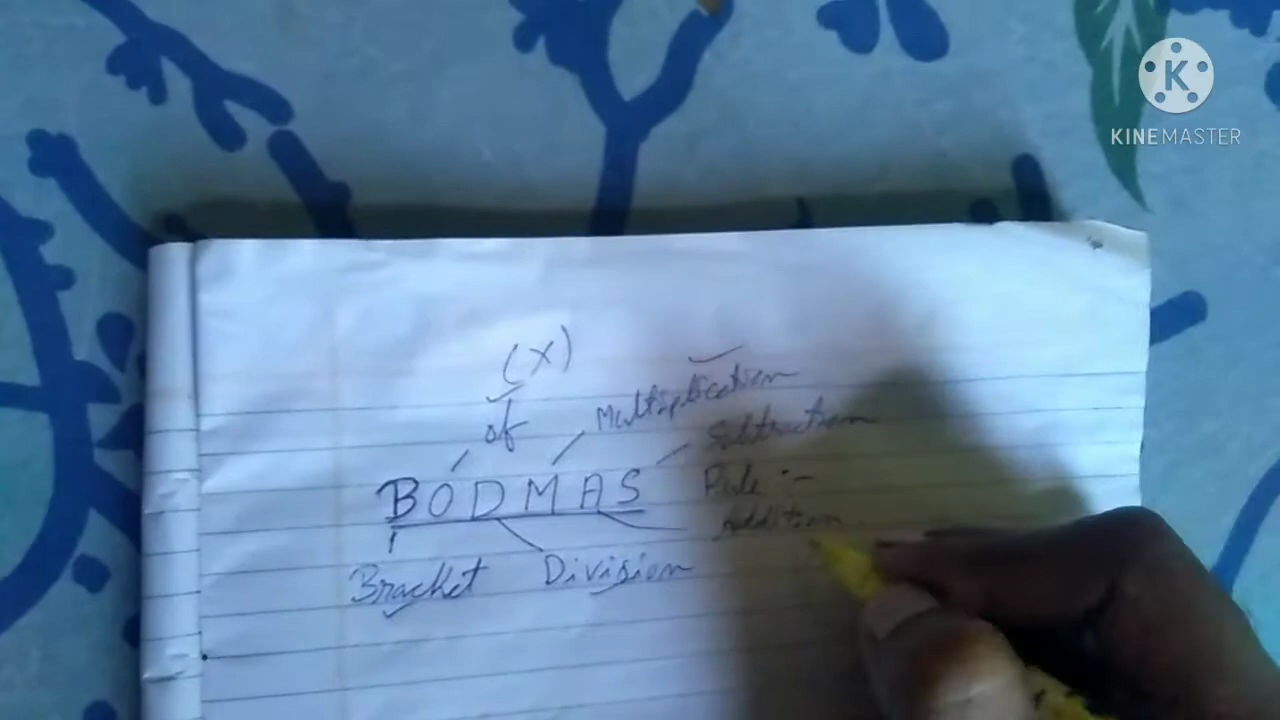 KINEMASTER
(×)
of Multiplication
Subtraction
BODMAS Rule :-
Addition
Bracket Division